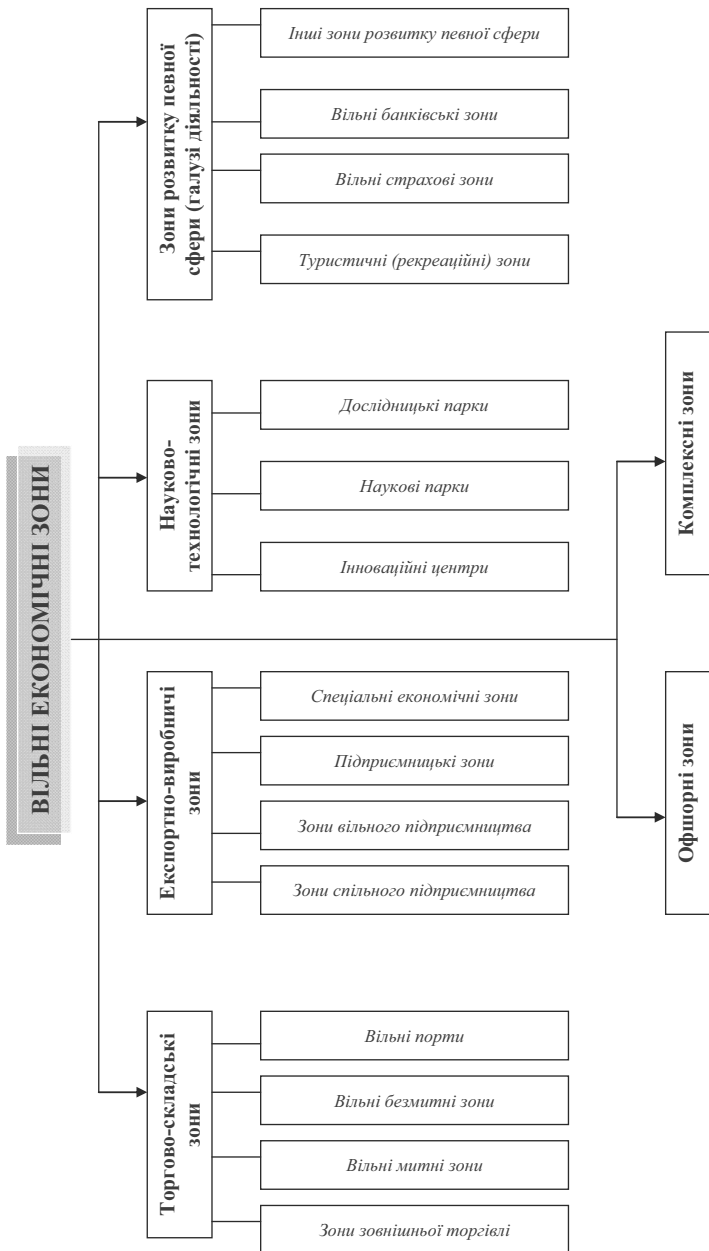 ВІЛЬНІ ЕКОНОМІЧНІ ЗОНИ
Торгово-складські
зони
Зони зовнішньої торгівлі
Вільні митні зони
Вільні безмитні зони
Вільні порти
Експортно-виробничі
зони
Зони спільного підприємництва
Зони вільного підприємництва
Підприємницькі зони
Спеціальні економічні зони
Науково-
технологічні зони
Інноваційні центри
Наукові парки
Дослідницькі парки
Зони розвитку певної
сфери (галузі діяльності)
Туристичні (рекреаційні) зони
Вільні страхові зони
Вільні банківські зони
Інші зони розвитку певної сфери
Офшорні зони
Комплексні зони